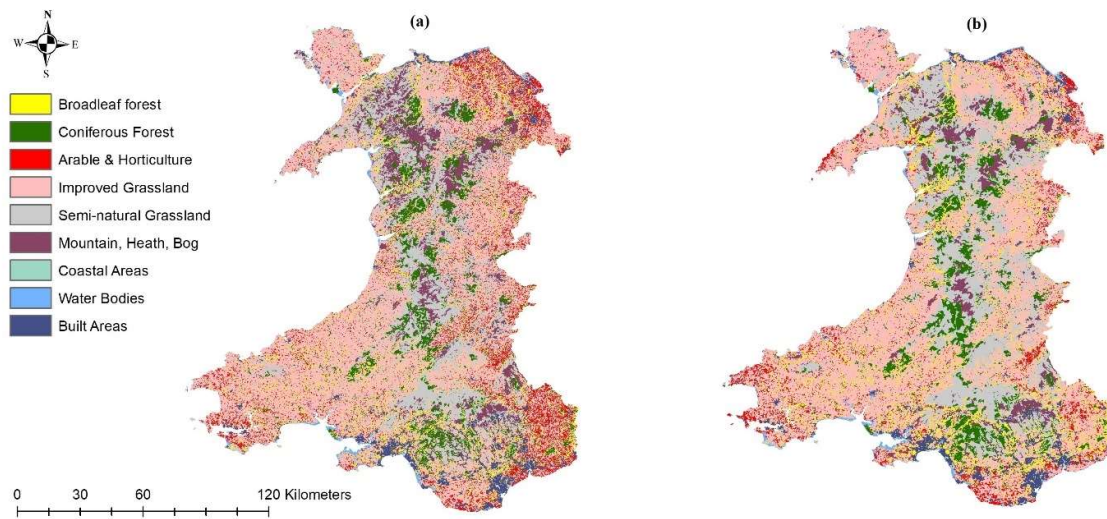 (a)
(b)
N
W E
S
Broadleaf forest
Coniferous Forest
Arable & Horticulture
Improved Grassland
Semi-natural Grassland
Mountain, Heath, Bog
Coastal Areas
Water Bodies
Built Areas
0 30 60 120 Kilometers